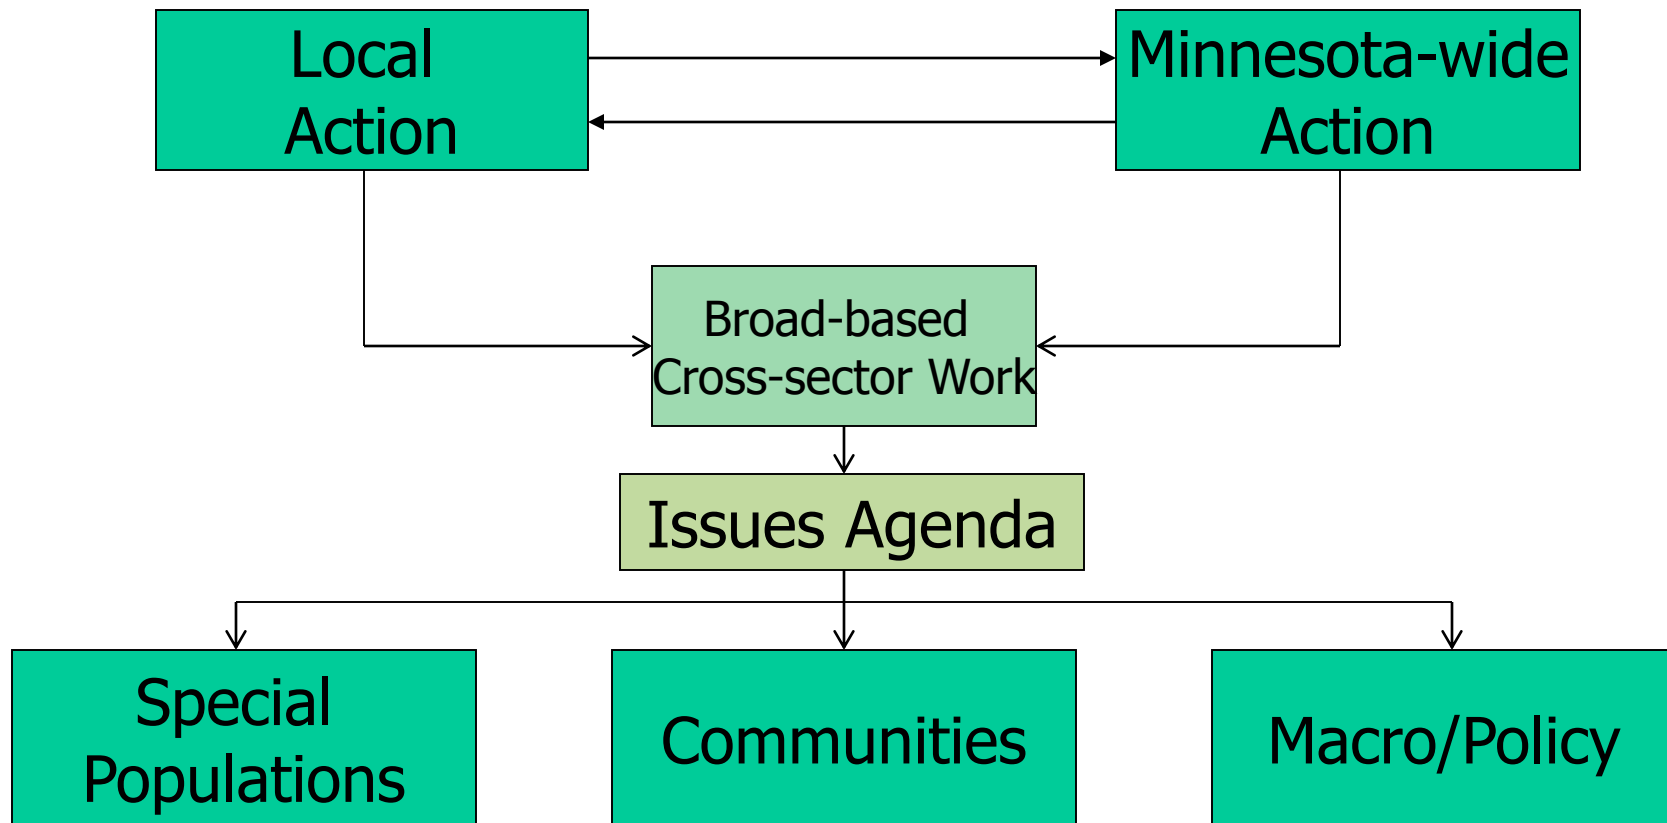 Local
Action
Minnesota-wide
Action
Broad-based
Cross-sector Work
Issues Agenda
Special
Populations
Communities
Macro/Policy